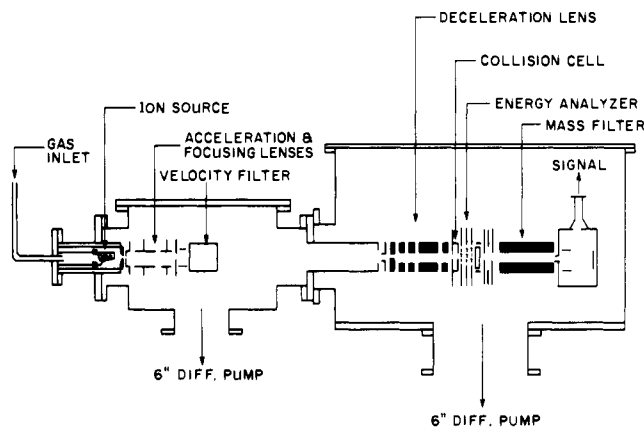 DECELERATION LENS
COLLISION CELL
ENERGY ANALYZER
MASS FILTER
SIGNAL
ION SOURCE
GAS
INLET
ACCELERATION &
FOCUSING LENSES
VELOCITY FILTER
6" DIFF. PUMP
6" DIFF. PUMP